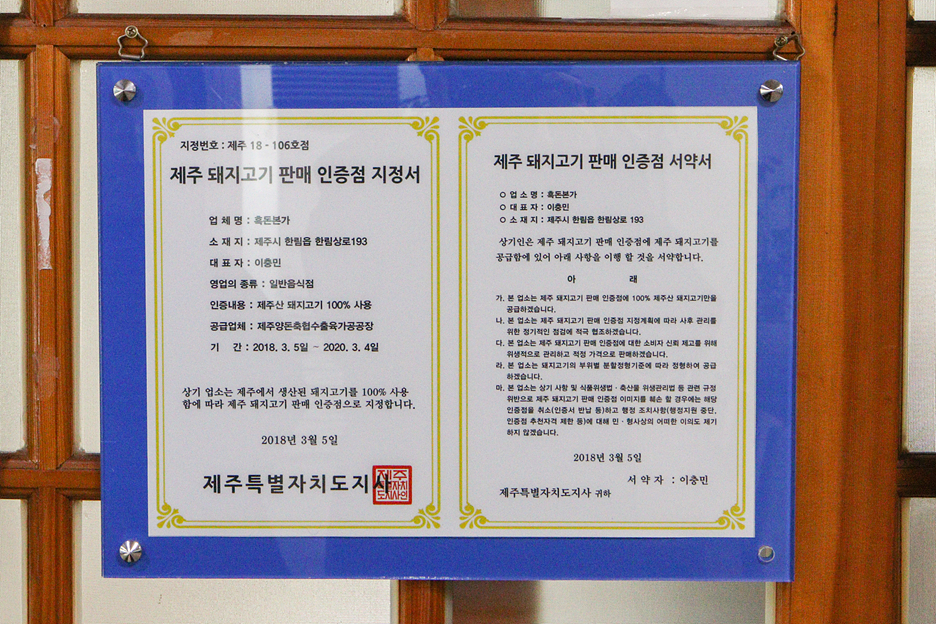 지정번호 : 제주 18 - 106호점
제주 돼지고기 판매 인증점 지정서
업 체 명 : 흑돈본가
소 재 지 : 제주시 한림읍 한림상로193
대 표 자 : 이충민
영업의 종류 : 일반음식점
인증내용 : 제주산 돼지고기 100% 사용
공급업체 : 제주양돈축협수출육가공공장
기 간 : 2018. 3. 5일 ~ 2020. 3. 4일
상기 업소는 제주에서 생산된 돼지고기를 100% 사용
함에 따라 제주 돼지고기 판매 인증점으로 지정합니다.
2018년 3월 5일
제주특별자치도지사
제주 돼지고기 판매 인증점 서약서
○ 업 소 명 : 흑돈본가
○ 대 표 자 : 이충민
○ 소 재 지 : 제주시 한림읍 한림상로 193
상기인은 제주 돼지고기 판매 인증점에 제주 돼지고기를
공급함에 있어 아래 사항을 이행 할 것을 서약합니다.
아 래
가. 본 업소는 제주 돼지고기 판매 인증점에 100% 제주산 돼지고기만을
공급하겠습니다.
나. 본 업소는 제주 돼지고기 판매 인증점 지정계획에 따라 사후 관리를
위한 정기적인 점검에 적극 협조하겠습니다.
다. 본 업소는 제주 돼지고기 판매 인증점에 대한 소비자 신뢰 제고를 위해
위생적으로 관리하고 적정 가격으로 판매하겠습니다.
라. 본 업소는 돼지고기의 부위별 분할정형기준에 따라 정형하여 공급
하겠습니다.
마. 본 업소는 상기 사항 및 식품위생법 · 축산물 위생관리법 등 관련 규정
위반으로 제주 돼지고기 판매 인증점 이미지를 훼손 할 경우에는 해당
인증점을 취소(인증서 반납 등)하고 행정 조치사항(행정지원 중단,
인증점 추천자격 제한 등)에 대해 민 · 형사상의 어떠한 이의도 제기
하지 않겠습니다.
2018년 3월 5일
서 약 자 : 이충민
제주특별자치도지사 귀하